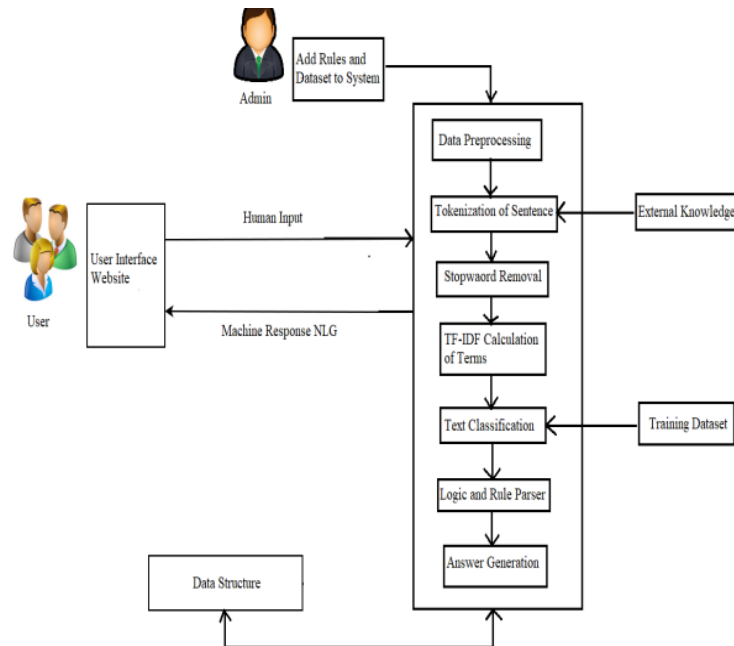 Add Rules and
Dataset to System
Admin
Data Preprocessing
Human Input
Tokenization of Sentence
External Knowledge
User Interface
Website
User
Stopwaord Removal
Machine Response NLG
TF-IDF Calculation
of Terms
Text Classification
Training Dataset
Logic and Rule Parser
Answer Generation
Data Structure